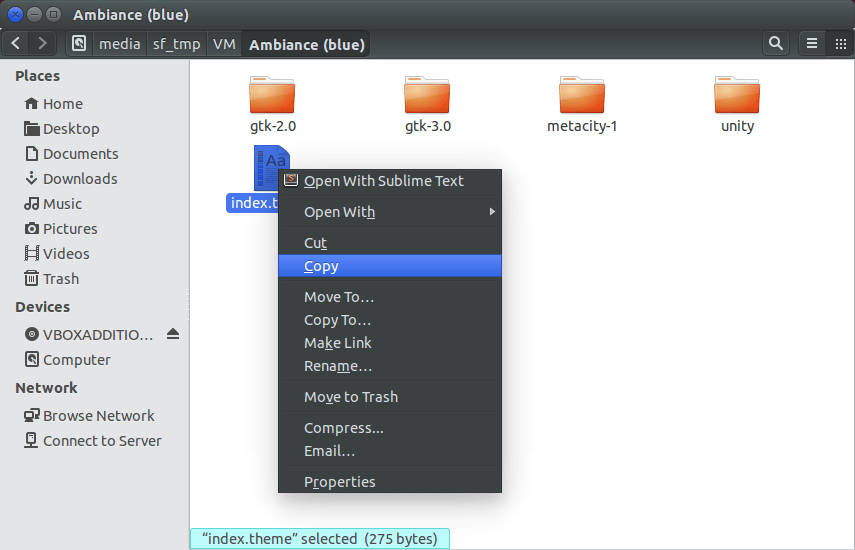 Ambiance (blue)
media sf_tmp VM Ambiance (blue)
Places
Home
Desktop
Documents
Downloads
Music
Pictures
Videos
Trash
Devices
VBOXADDITIO...
Computer
Network
Browse Network
Connect to Server
gtk-2.0 gtk-3.0 metacity-1 unity
Aa
index.t
Open With Sublime Text
Open With
Cut
Copy
Move To...
Copy To...
Make Link
Rename...
Move to Trash
Compress...
Email...
Properties
“index.theme” selected (275 bytes)